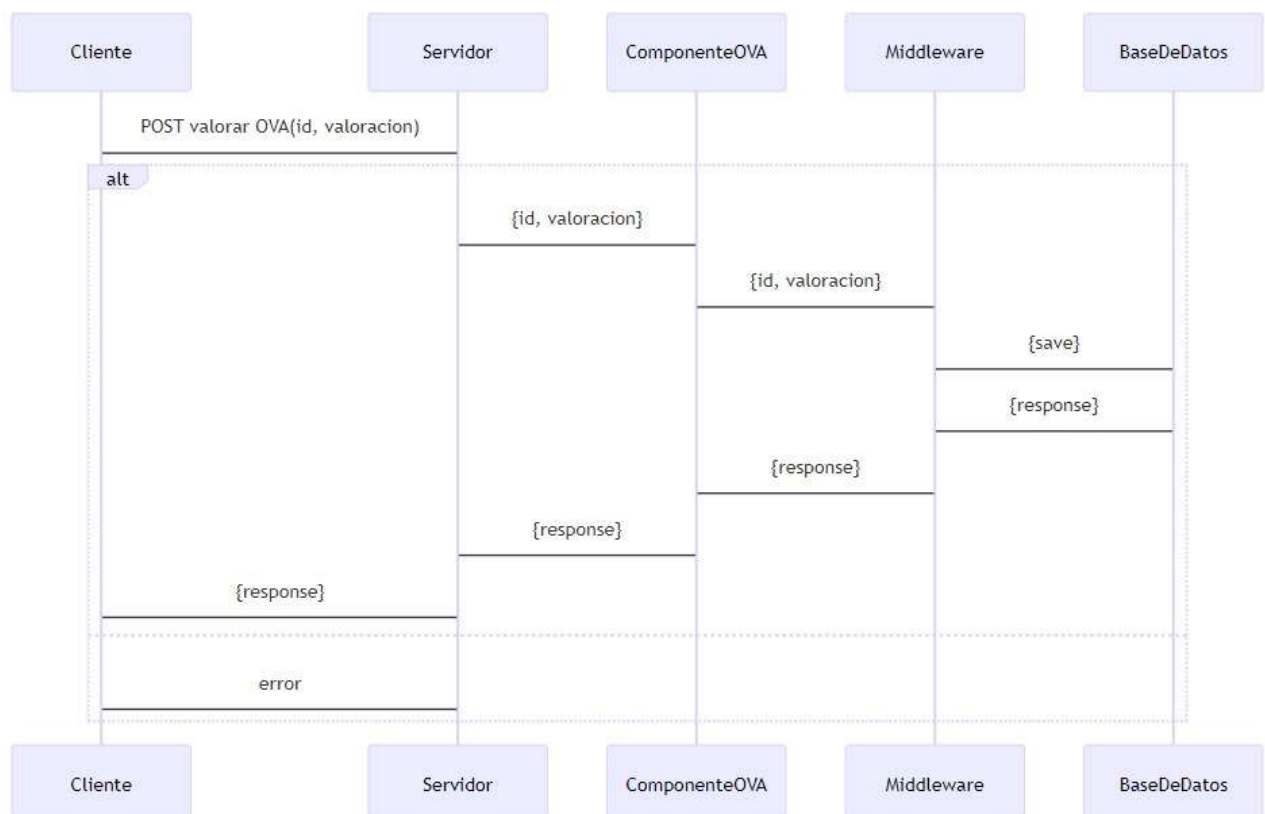 Cliente
Servidor
ComponenteOVA
Middleware
BaseDeDatos
POST valorar OVA(id, valoracion)
alt
{id, valoracion}
{id, valoracion}
{save}
{response}
{response}
{response}
{response}
error
Cliente
Servidor
ComponenteOVA
Middleware
BaseDeDatos